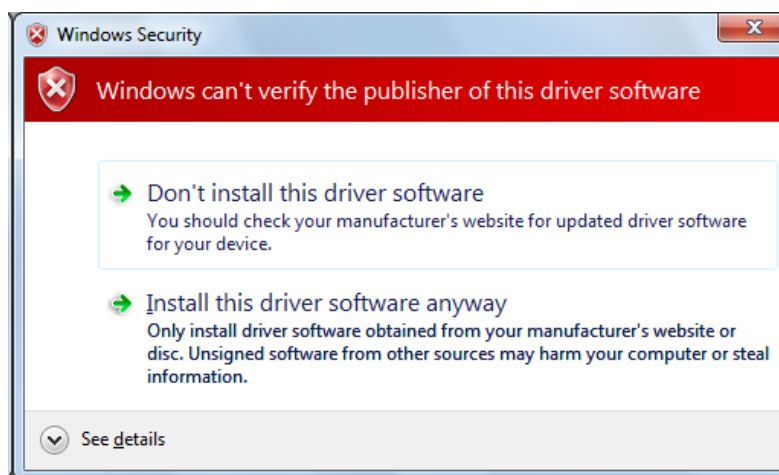 Windows Security
Windows can't verify the publisher of this driver software
Don't install this driver software
You should check your manufacturer's website for updated driver software
for your device.
Install this driver software anyway
Only install driver software obtained from your manufacturer's website or
disc. Unsigned software from other sources may harm your computer or steal
information.
See details